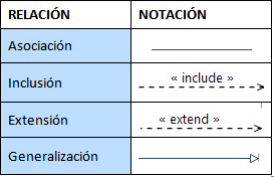 RELACIÓN NOTACIÓN
Asociación
Inclusión « include »
Extensión « extend »
Generalización